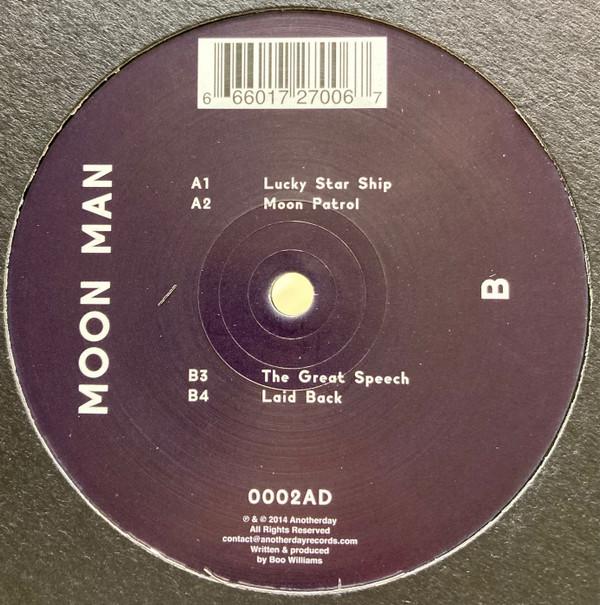 6 66017 27006 7
A1 Lucky Star Ship
A2 Moon Patrol
MOON MAN
B
B3 The Great Speech
B4 Laid Back
0002AD
℗ & © 2014 Anotherday
All Rights Reserved
contact@anotherdayrecords.com
Written & produced
by Boo Williams